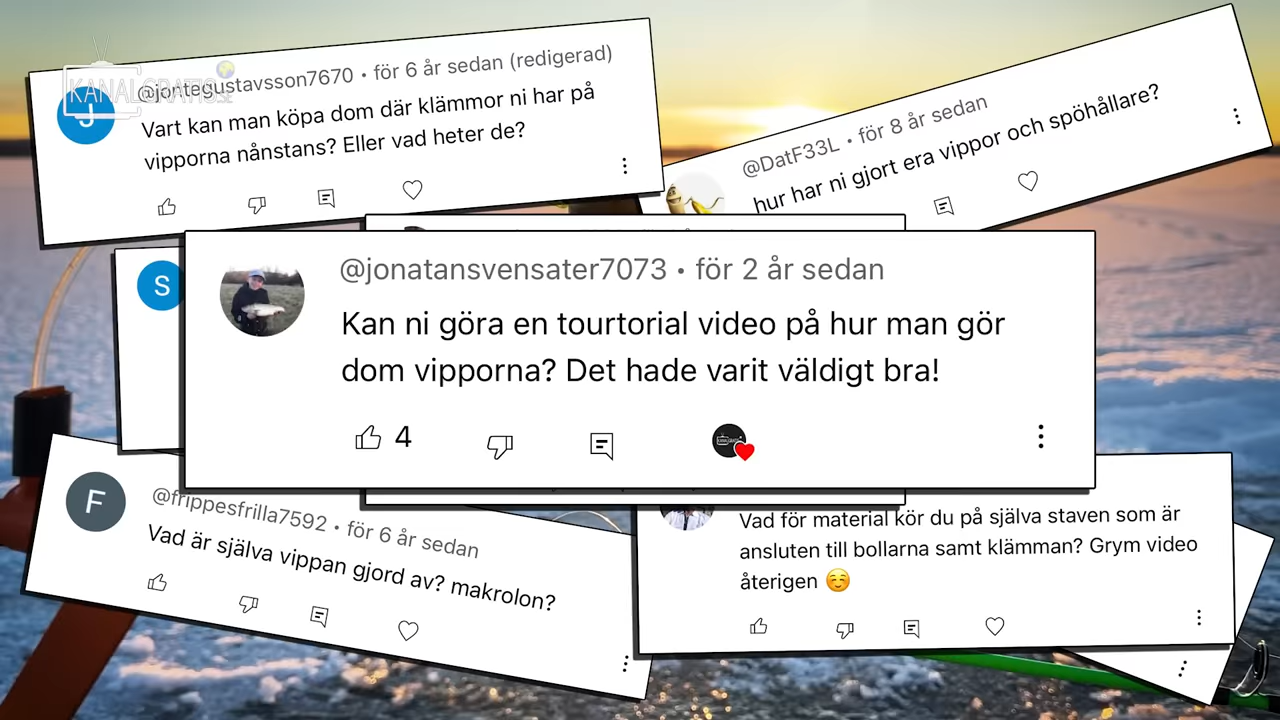 KANALGRATIS.SE
@jontegustavsson7670 • för 6 år sedan (redigerad)
J
Vart kan man köpa dom där klämmor ni har på
vipporna nånstans? Eller vad heter de?
@DatF33L • för 8 år sedan
hur har ni gjort era vippor och spöhållare?
S
@jonatansvensater7073 • för 2 år sedan
Kan ni göra en tourtorial video på hur man gör
dom vipporna? Det hade varit väldigt bra!
4
F
@frippesfrilla7592 • för 6 år sedan
Vad är själva vippan gjord av? makrolon?
Vad för material kör du på själva staven som är
ansluten till bollarna samt klämman? Grym video
återigen ☺️